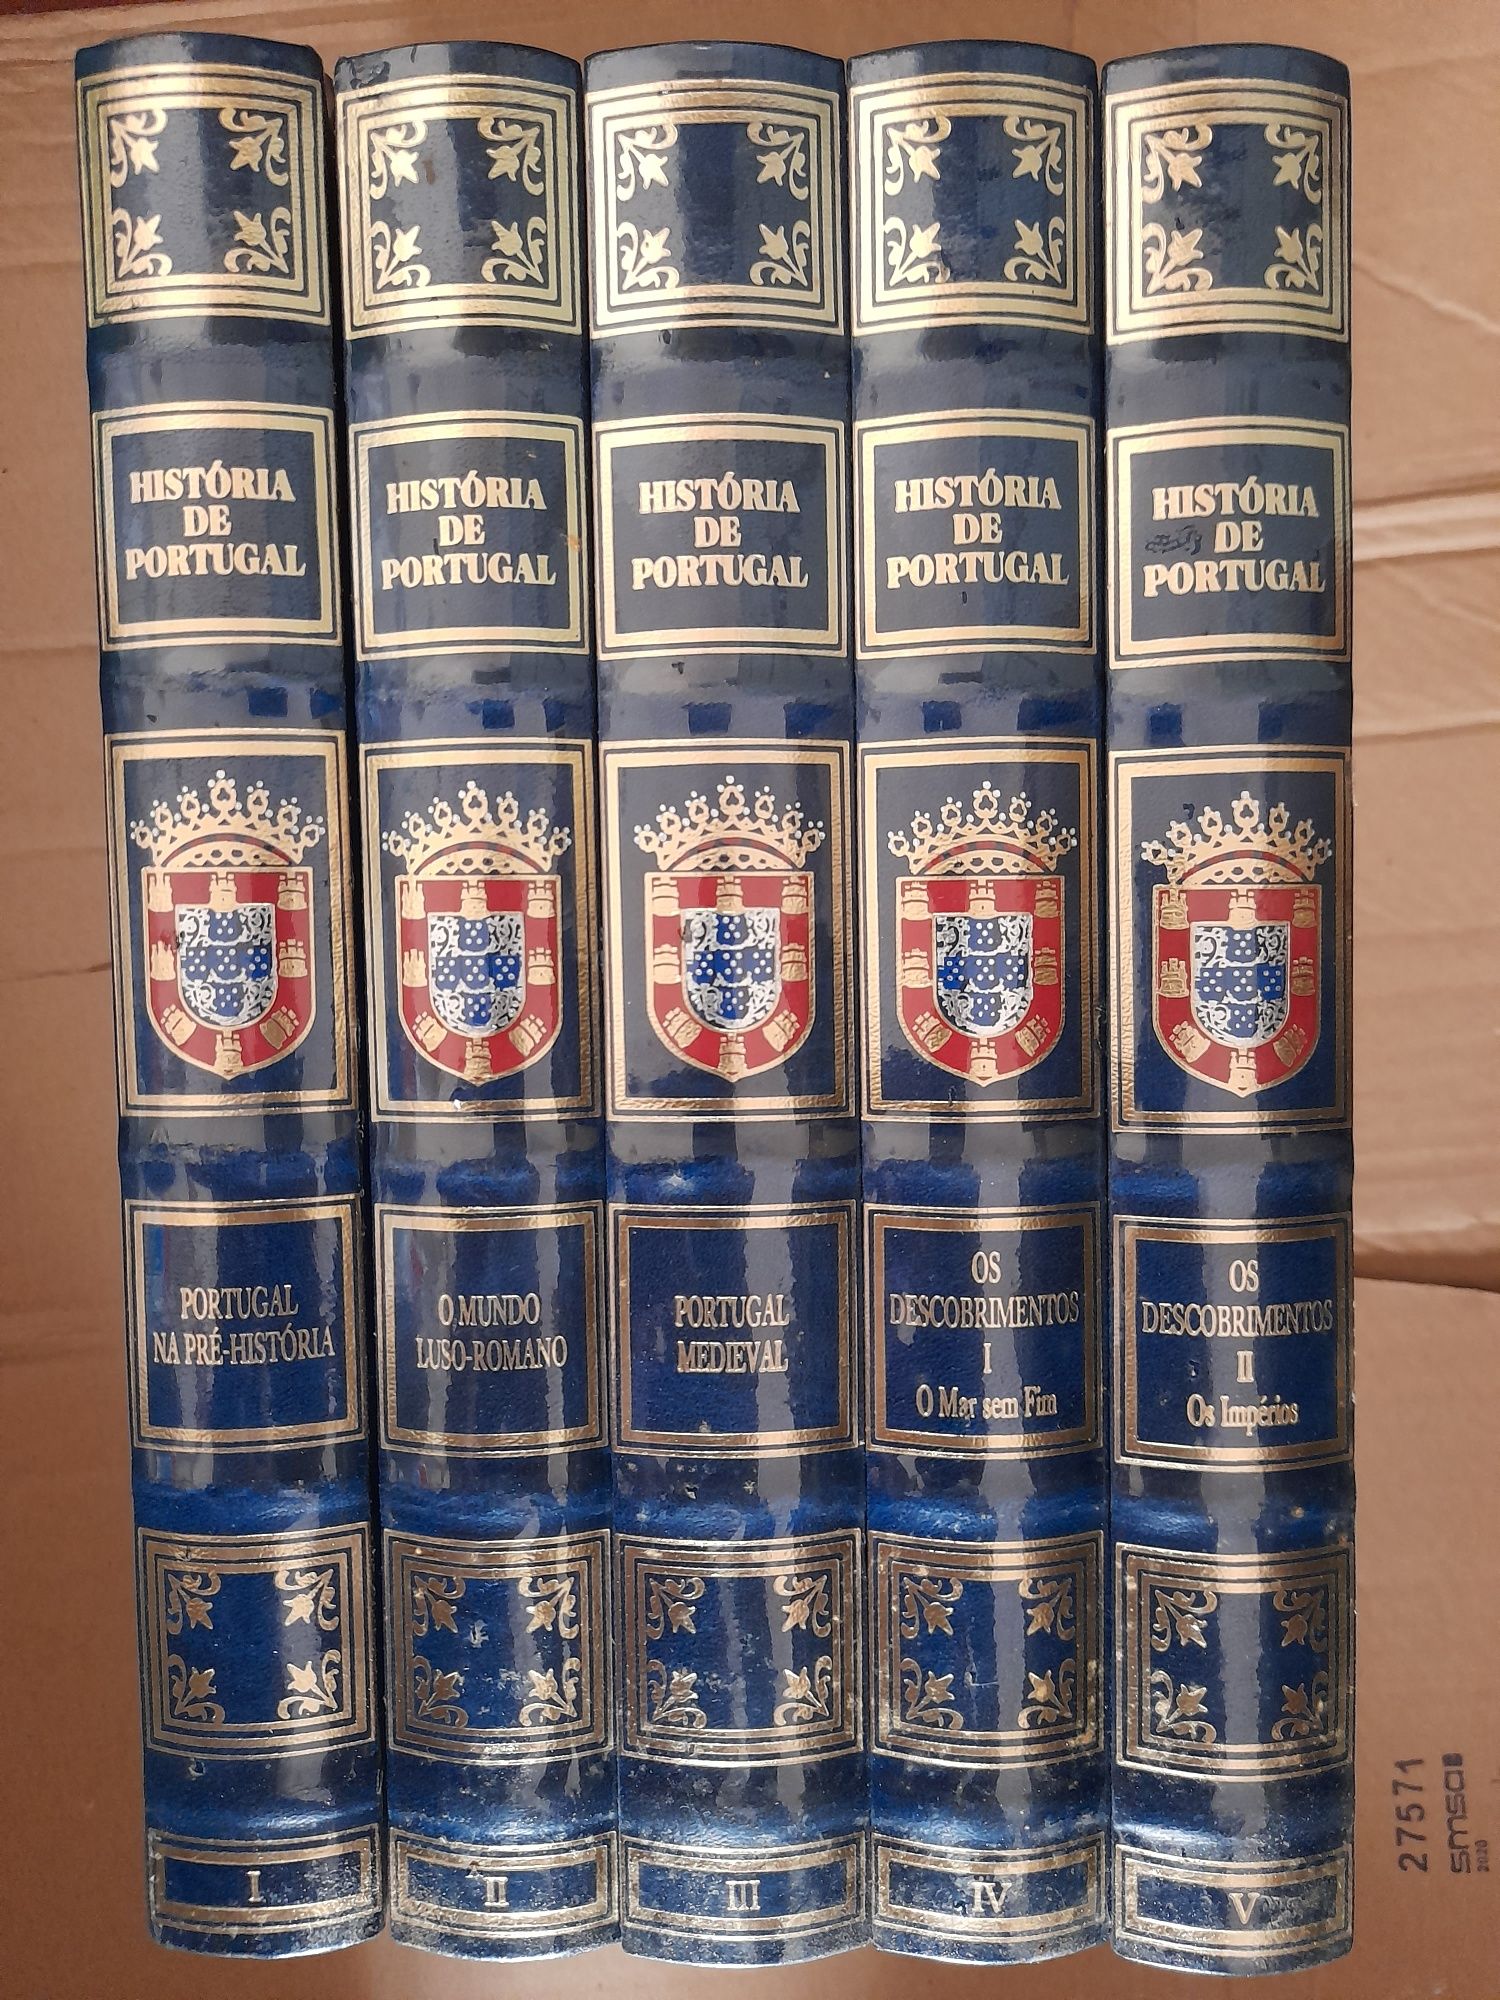 HISTÓRIA
DE
PORTUGAL
PORTUGAL
NA PRÉ-HISTÓRIA
I
HISTÓRIA
DE
PORTUGAL
O MUNDO
LUSO-ROMANO
II
HISTÓRIA
DE
PORTUGAL
PORTUGAL
MEDIEVAL
III
HISTÓRIA
DE
PORTUGAL
OS
DESCOBRIMENTOS
I
O Mar sem Fim
IV
HISTÓRIA
DE
PORTUGAL
OS
DESCOBRIMENTOS
II
Os Impérios
V
27571
smsa
2020